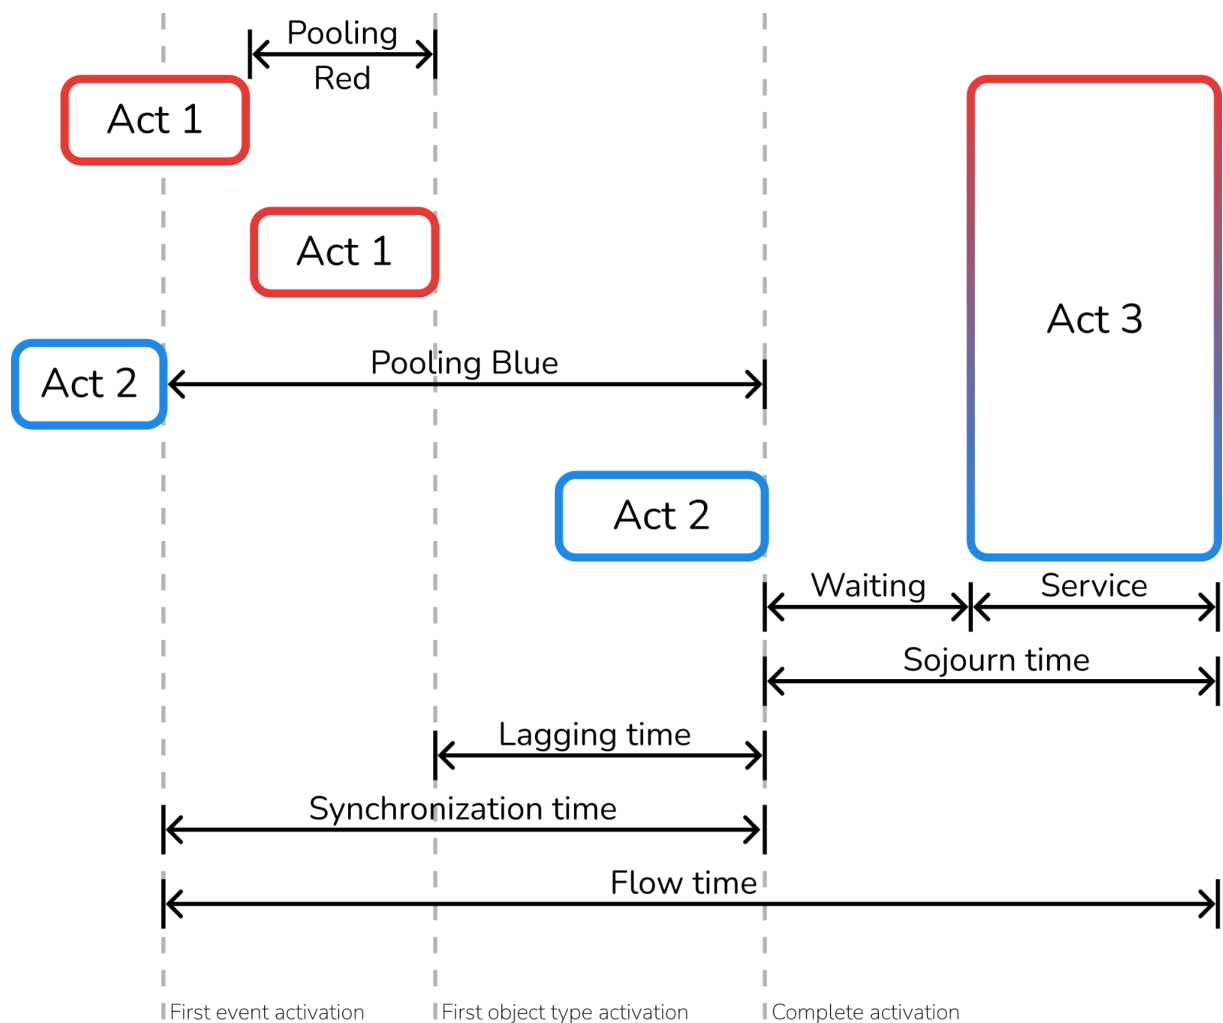 Pooling
Red
Act 1
Act 1
Act 3
Pooling Blue
Act 2
Act 2
Waiting
Service
Sojourn time
Lagging time
Synchronization time
Flow time
First event activation
First object type activation
Complete activation